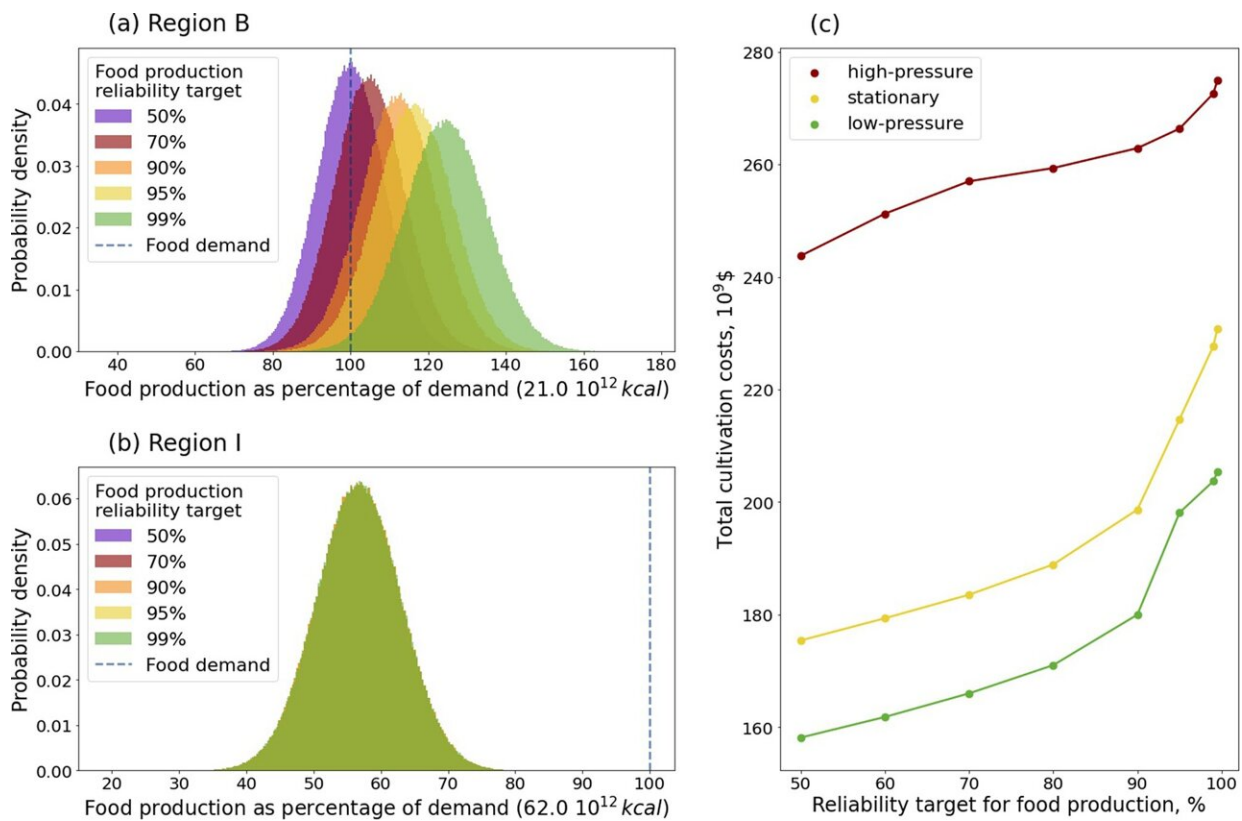 (a) Region B
Food production
reliability target
50%
70%
90%
95%
99%
Food demand
Probability density
0.04
0.03
0.02
0.01
0.00
40 60 80 100 120 140 160 180
Food production as percentage of demand (21.0 10¹² kcal)
(b) Region I
Food production
reliability target
50%
70%
90%
95%
99%
Food demand
Probability density
0.06
0.05
0.04
0.03
0.02
0.01
0.00
20 30 40 50 60 70 80 90 100
Food production as percentage of demand (62.0 10¹² kcal)
(c)
high-pressure
stationary
low-pressure
Total cultivation costs, 10⁹$
280
260
240
220
200
180
160
50 60 70 80 90 100
Reliability target for food production, %